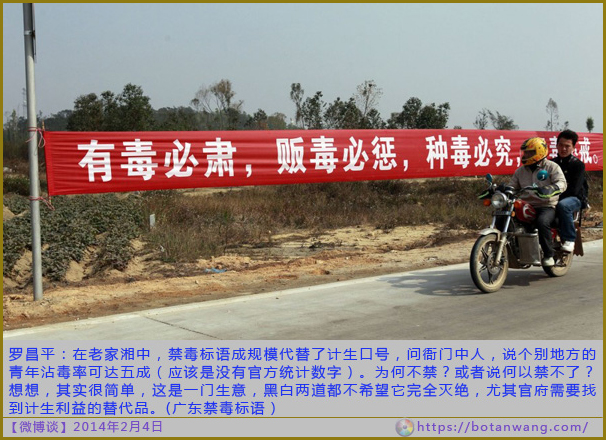 有毒必肃，贩毒必惩，种毒必究，戒。
罗昌平：在老家湘中，禁毒标语成规模代替了计生口号，问衙门中人，说个别地方的
青年沾毒率可达五成（应该是没有官方统计数字）。为何不禁？或者说何以禁不了？
想想，其实很简单，这是一门生意，黑白两道都不希望它完全灭绝，尤其官府需要找
到计生利益的替代品。(广东禁毒标语 )
【微博谈】2014年2月4日
https://botanwang.com/